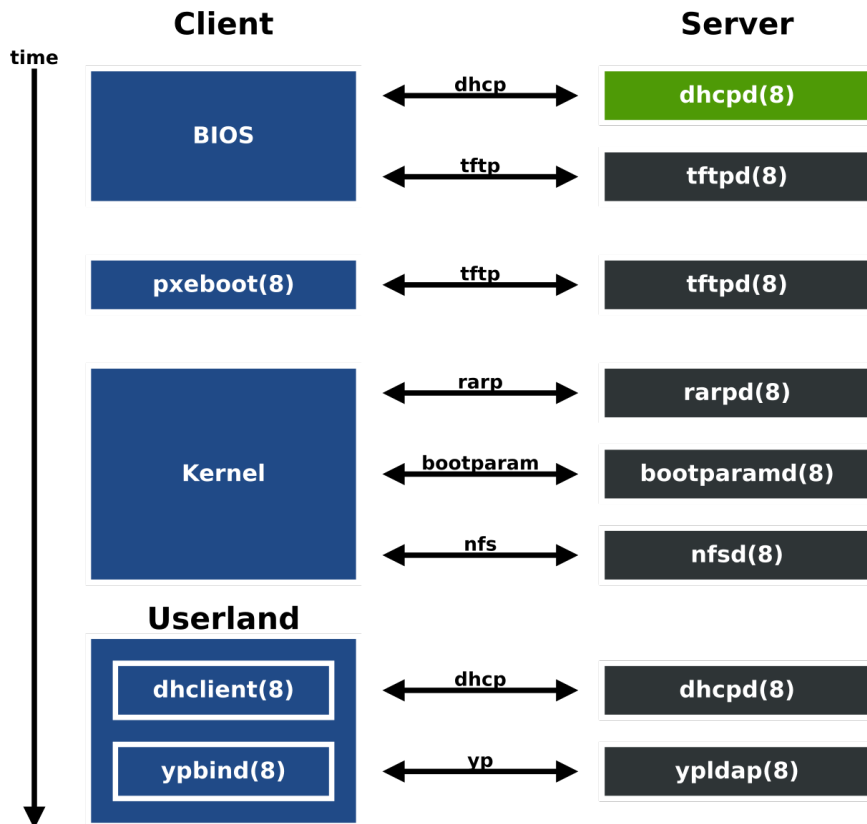 Client
Server
time
dhcp
dhcpd(8)
BIOS
tftp
tftpd(8)
pxeboot(8)
tftp
tftpd(8)
rarp
rarpd(8)
Kernel
bootparam
bootparamd(8)
nfs
nfsd(8)
Userland
dhclient(8)
dhcp
dhcpd(8)
ypbind(8)
yp
ypldap(8)